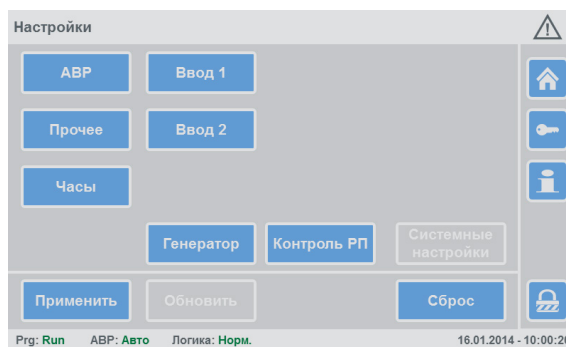 Настройки
АВР
Ввод 1
Прочее
Ввод 2
Часы
Генератор
Контроль РП
Системные
настройки
Применить
Обновить
Сброс
Prg: Run АВР: Авто Логика: Норм. 16.01.2014 - 10:00:20